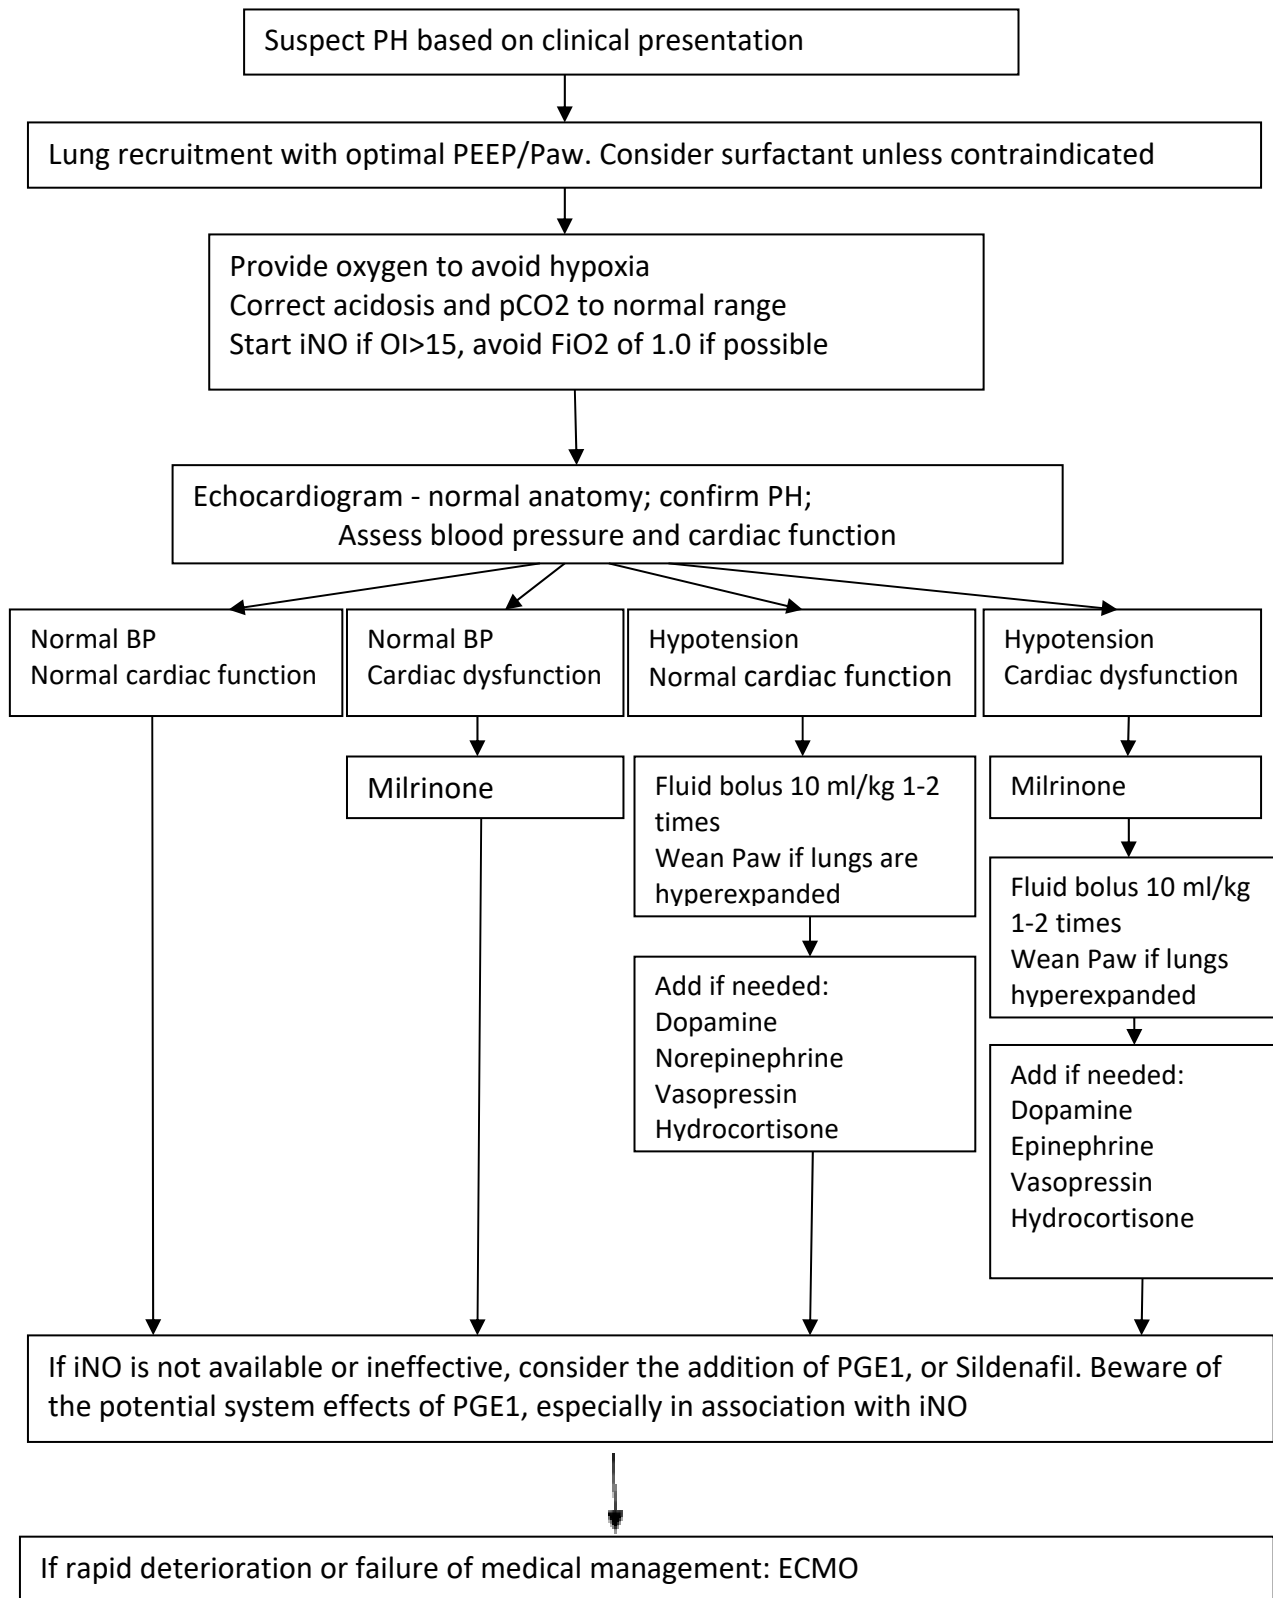 Suspect PH based on clinical presentation
Lung recruitment with optimal PEEP/Paw. Consider surfactant unless contraindicated
Provide oxygen to avoid hypoxia
Correct acidosis and pCO2 to normal range
Start iNO if OI>15, avoid FiO2 of 1.0 if possible
Echocardiogram - normal anatomy; confirm PH;
Assess blood pressure and cardiac function
Normal BP
Normal cardiac function
Normal BP
Cardiac dysfunction
Hypotension
Normal cardiac function
Hypotension
Cardiac dysfunction
Milrinone
Fluid bolus 10 ml/kg 1-2
times
Wean Paw if lungs are
hyperexpanded
Milrinone
Fluid bolus 10 ml/kg
1-2 times
Wean Paw if lungs
hyperexpanded
Add if needed:
Dopamine
Norepinephrine
Vasopressin
Hydrocortisone
Add if needed:
Dopamine
Epinephrine
Vasopressin
Hydrocortisone
If iNO is not available or ineffective, consider the addition of PGE1, or Sildenafil. Beware of
the potential system effects of PGE1, especially in association with iNO
If rapid deterioration or failure of medical management: ECMO